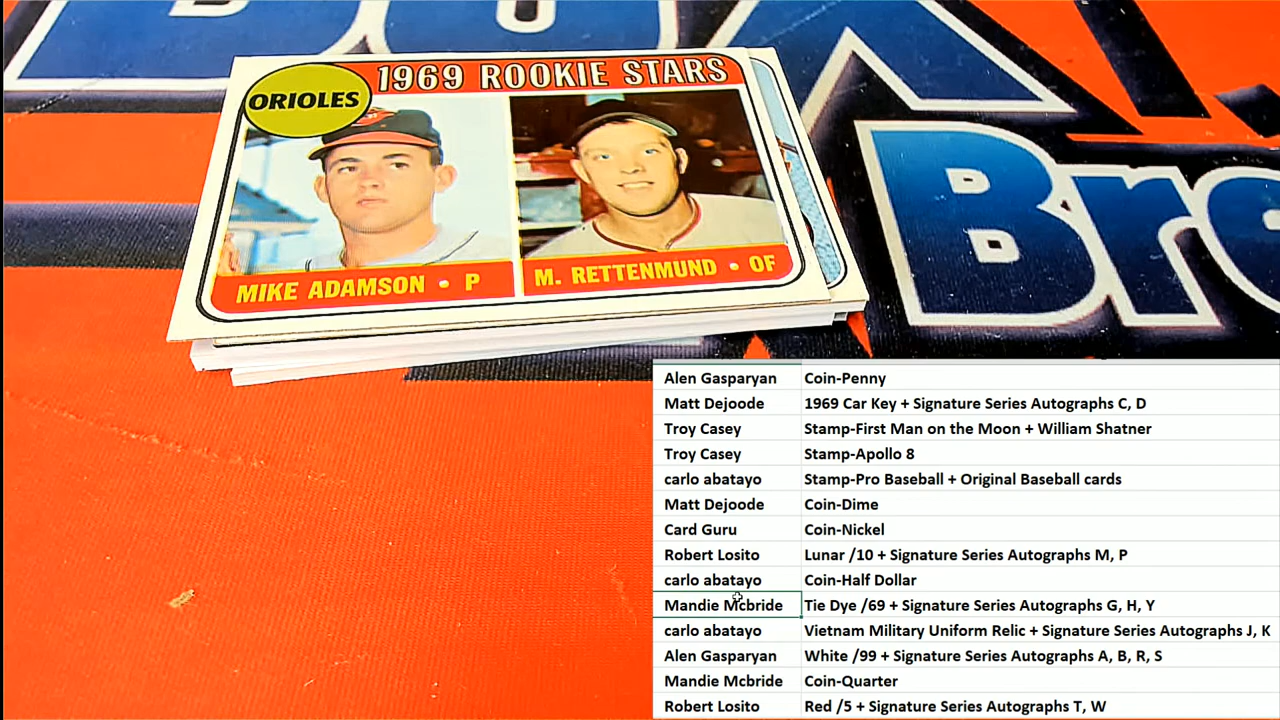 1969 ROOKIE STARS
ORIOLES
MIKE ADAMSON • P
M. RETTENMUND • OF
Alen Gasparyan Coin-Penny
Matt Dejoode 1969 Car Key + Signature Series Autographs C, D
Troy Casey Stamp-First Man on the Moon + William Shatner
Troy Casey Stamp-Apollo 8
carlo abatayo Stamp-Pro Baseball + Original Baseball cards
Matt Dejoode Coin-Dime
Card Guru Coin-Nickel
Robert Losito Lunar /10 + Signature Series Autographs M, P
carlo abatayo Coin-Half Dollar
Mandie Mcbride Tie Dye /69 + Signature Series Autographs G, H, Y
carlo abatayo Vietnam Military Uniform Relic + Signature Series Autographs J, K
Alen Gasparyan White /99 + Signature Series Autographs A, B, R, S
Mandie Mcbride Coin-Quarter
Robert Losito Red /5 + Signature Series Autographs T, W